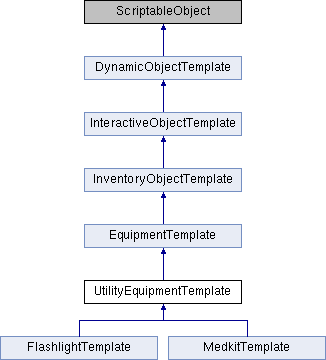 ScriptableObject
DynamicObjectTemplate
InteractiveObjectTemplate
InventoryObjectTemplate
EquipmentTemplate
UtilityEquipmentTemplate
FlashlightTemplate
MedkitTemplate